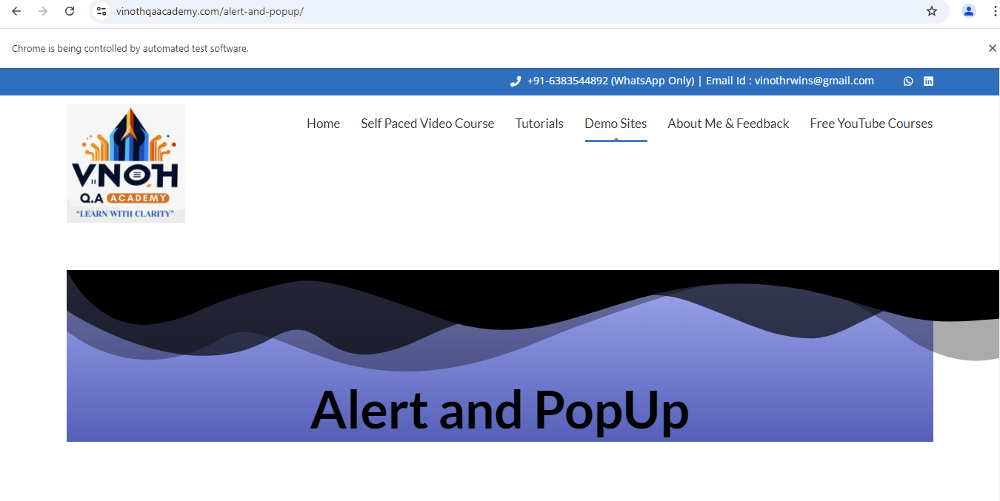 vinothqaacademy.com/alert-and-popup/
Chrome is being controlled by automated test software.
+91-6383544892 (WhatsApp Only) | Email Id : vinothrwins@gmail.com
Home Self Paced Video Course Tutorials Demo Sites About Me & Feedback Free YouTube Courses
VNOTH
Q.A ACADEMY
“LEARN WITH CLARITY”
Alert and PopUp